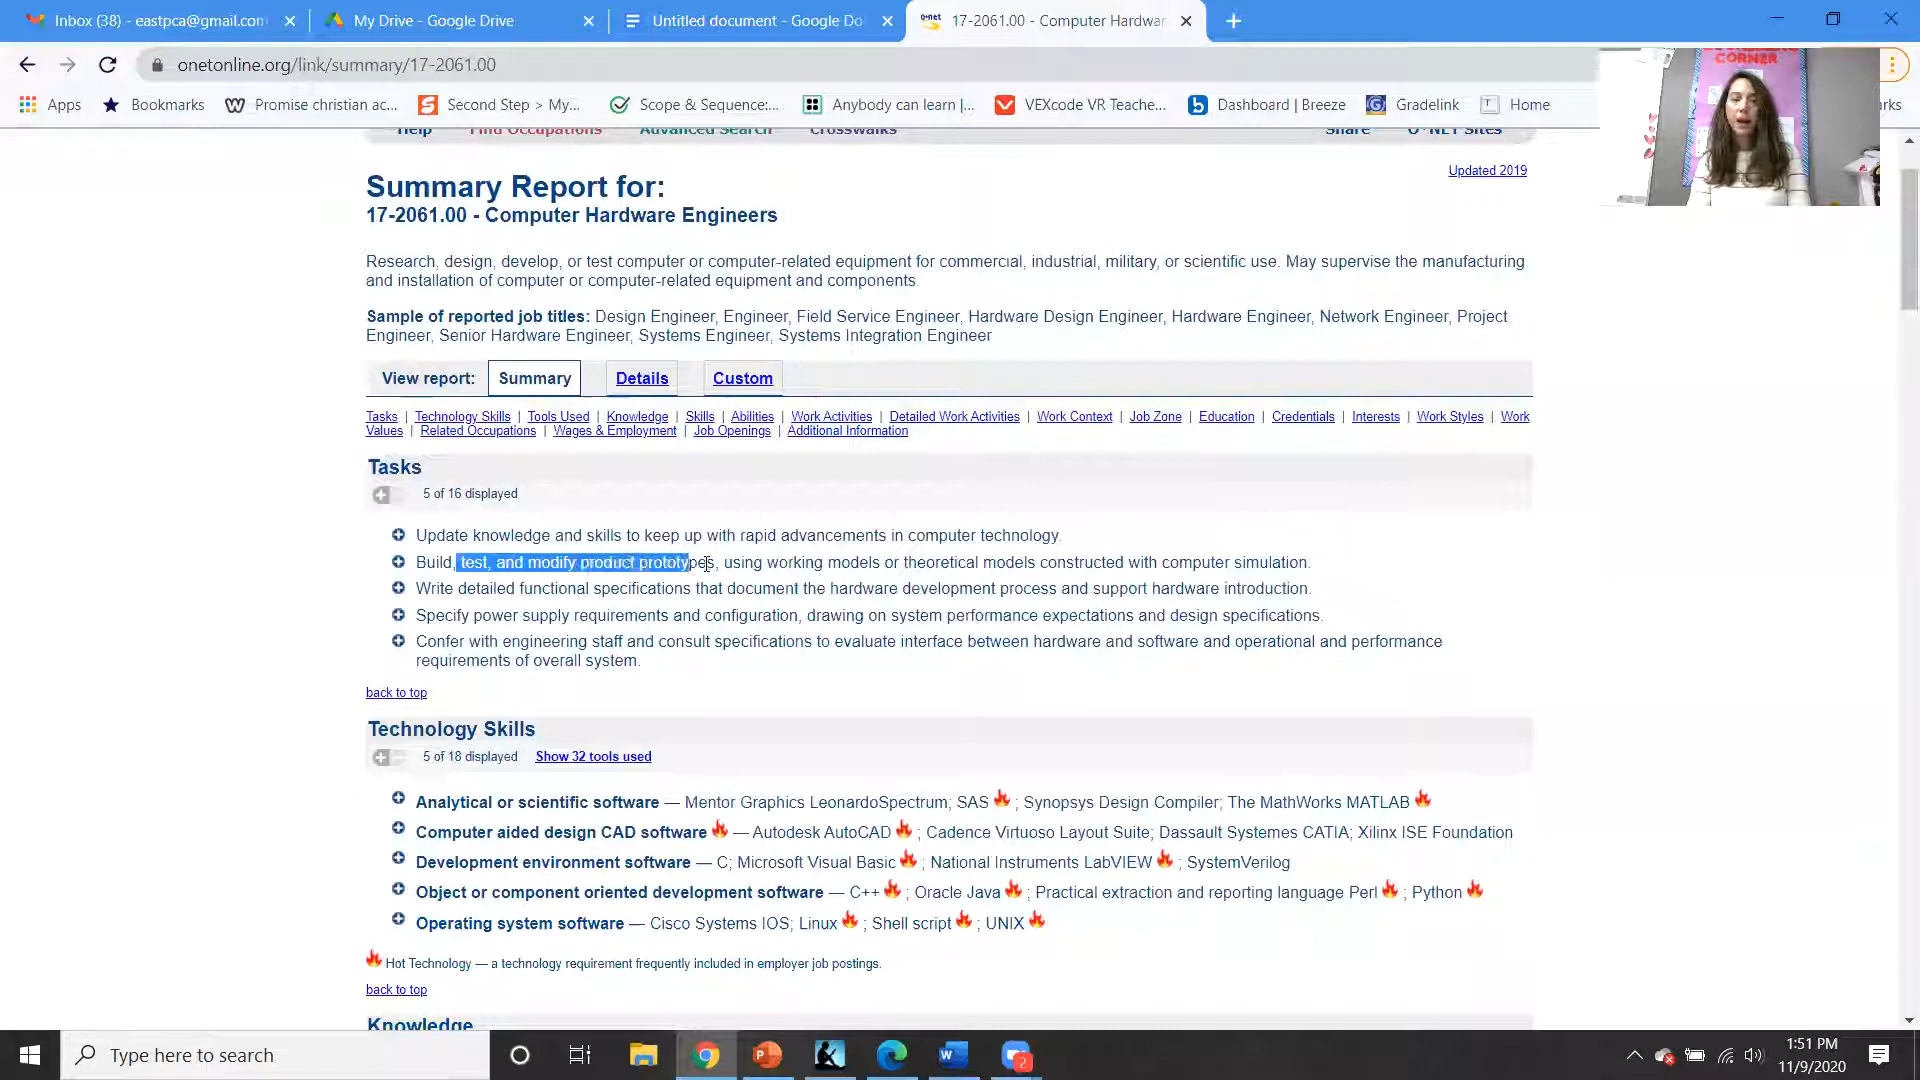 Inbox (38) - eastpca@gmail.com
My Drive - Google Drive
Untitled document - Google Do
17-2061.00 - Computer Hardwar
onetonline.org/link/summary/17-2061.00
Apps
Bookmarks
Promise christian ac...
Second Step > My...
Scope & Sequence:...
Anybody can learn |...
VEXcode VR Teache...
Dashboard | Breeze
Gradelink
Home
rks
CORNER
Help
Find Occupations
Advanced Search
Crosswalks
Share
O*NET Sites
Updated 2019
Summary Report for:
17-2061.00 - Computer Hardware Engineers
Research, design, develop, or test computer or computer-related equipment for commercial, industrial, military, or scientific use. May supervise the manufacturing
and installation of computer or computer-related equipment and components.
Sample of reported job titles: Design Engineer, Engineer, Field Service Engineer, Hardware Design Engineer, Hardware Engineer, Network Engineer, Project
Engineer, Senior Hardware Engineer, Systems Engineer, Systems Integration Engineer
View report: Summary Details Custom
Tasks | Technology Skills | Tools Used | Knowledge | Skills | Abilities | Work Activities | Detailed Work Activities | Work Context | Job Zone | Education | Credentials | Interests | Work Styles | Work
Values | Related Occupations | Wages & Employment | Job Openings | Additional Information
Tasks
5 of 16 displayed
Update knowledge and skills to keep up with rapid advancements in computer technology.
Build, test, and modify product prototypes, using working models or theoretical models constructed with computer simulation.
Write detailed functional specifications that document the hardware development process and support hardware introduction.
Specify power supply requirements and configuration, drawing on system performance expectations and design specifications.
Confer with engineering staff and consult specifications to evaluate interface between hardware and software and operational and performance
requirements of overall system.
back to top
Technology Skills
5 of 18 displayed Show 32 tools used
Analytical or scientific software — Mentor Graphics LeonardoSpectrum; SAS ; Synopsys Design Compiler; The MathWorks MATLAB
Computer aided design CAD software — Autodesk AutoCAD ; Cadence Virtuoso Layout Suite; Dassault Systemes CATIA; Xilinx ISE Foundation
Development environment software — C; Microsoft Visual Basic ; National Instruments LabVIEW ; SystemVerilog
Object or component oriented development software — C++ ; Oracle Java ; Practical extraction and reporting language Perl ; Python
Operating system software — Cisco Systems IOS; Linux ; Shell script ; UNIX
Hot Technology — a technology requirement frequently included in employer job postings.
back to top
Knowledge
Type here to search
2
1:51 PM
11/9/2020